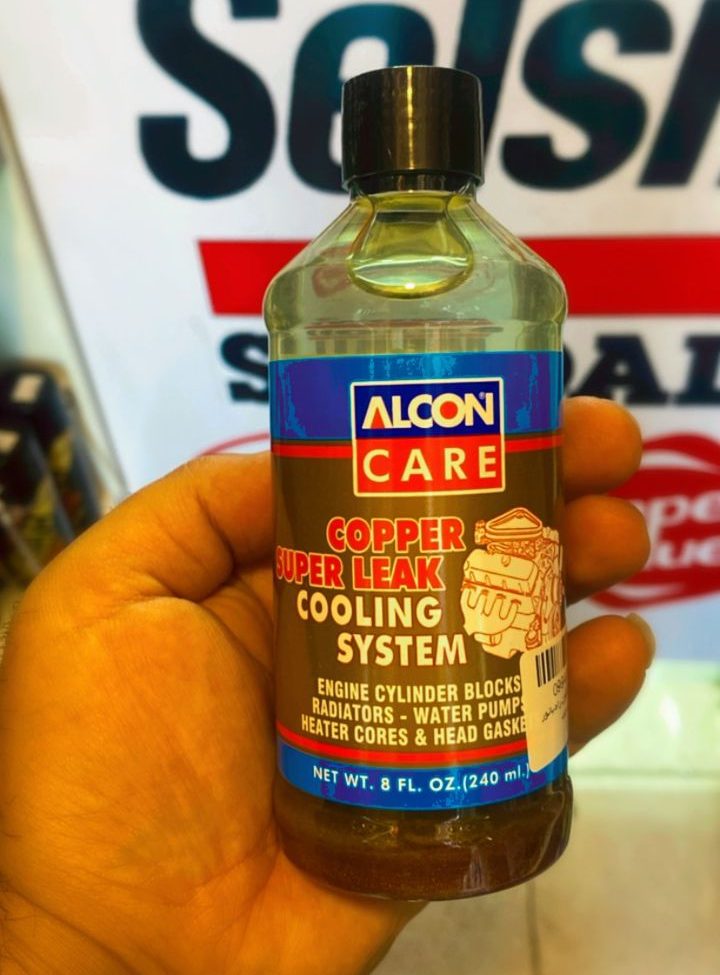 ALCON®
CARE
COPPER
SUPER LEAK
COOLING
SYSTEM
ENGINE CYLINDER BLOCKS
RADIATORS - WATER PUMPS
HEATER CORES & HEAD GASKE
NET WT. 8 FL. OZ.(240 ml.)